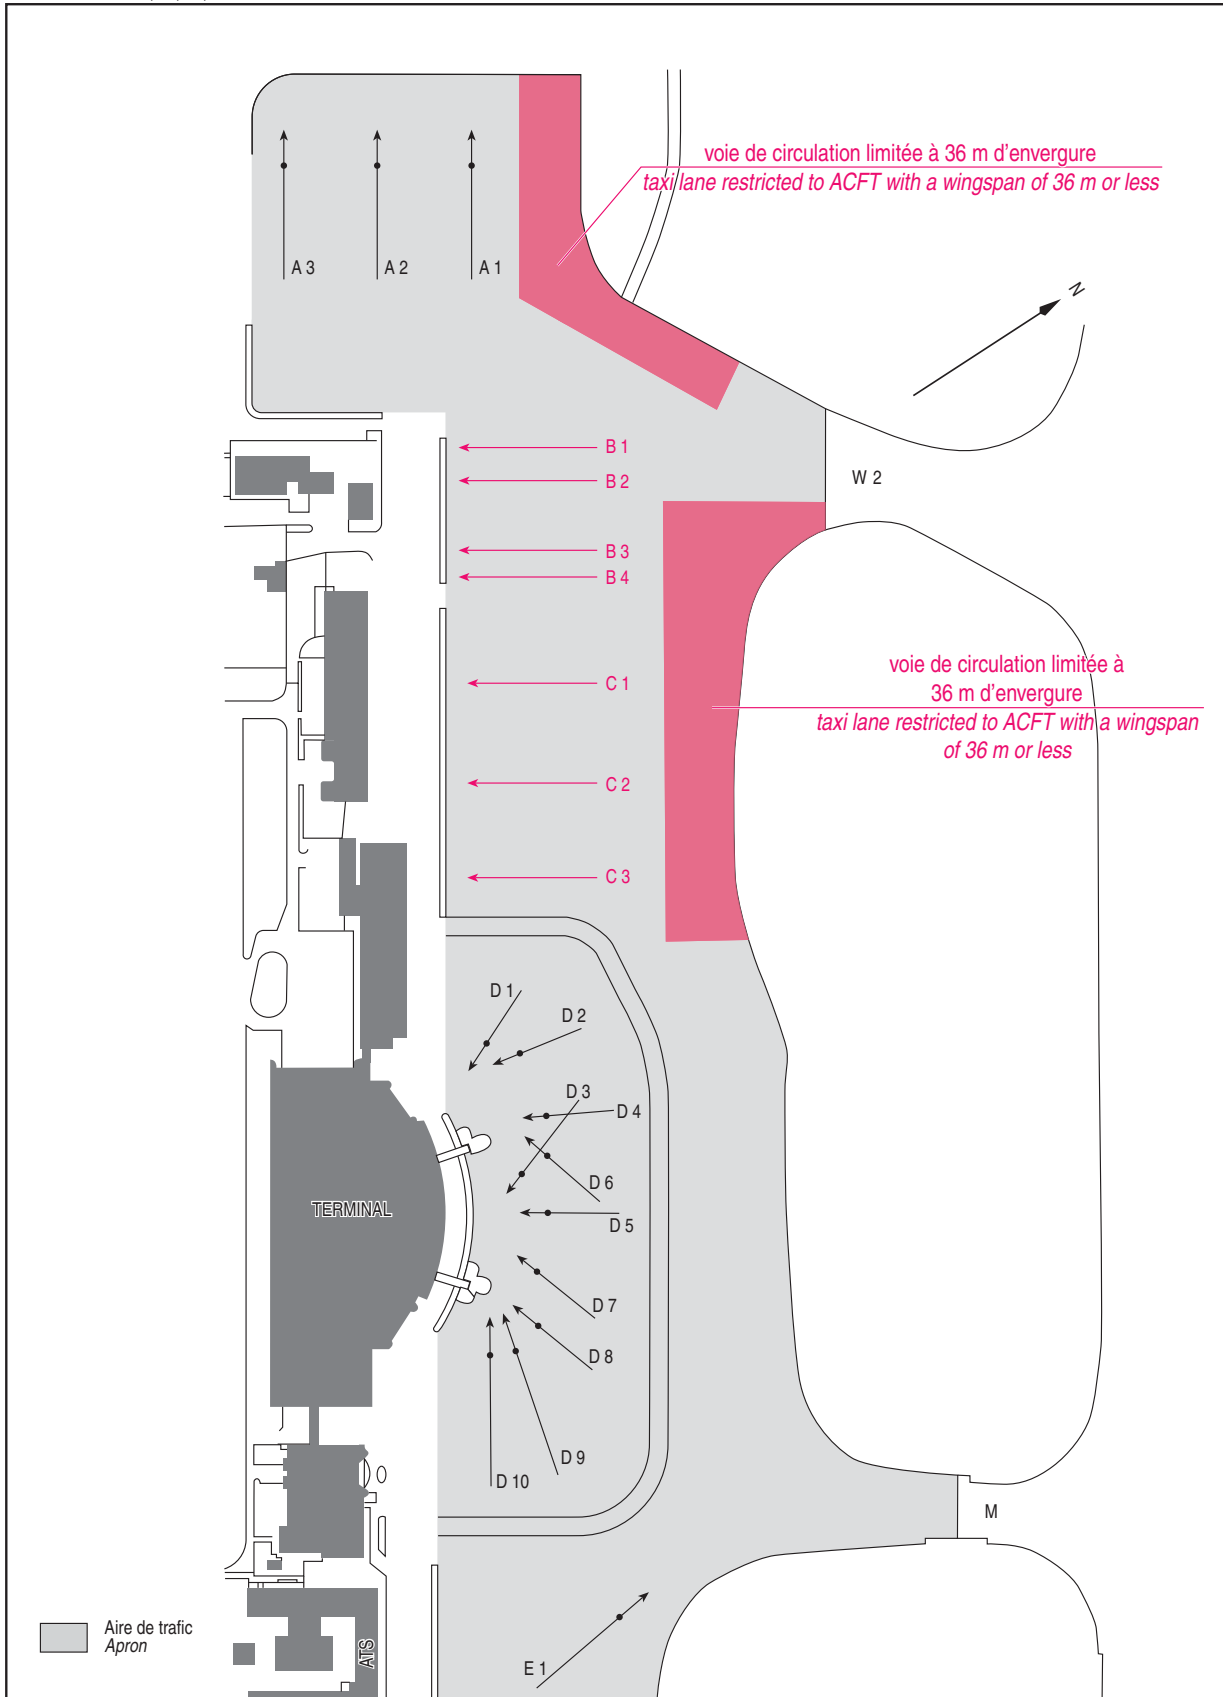 voie de circulation limitée à 36 m d'envergure
taxi lane restricted to ACFT with a wingspan of 36 m or less
A 3
A 2
A 1
N
B 1
B 2
W 2
B 3
B 4
voie de circulation limitée à
36 m d'envergure
taxi lane restricted to ACFT with a wingspan
of 36 m or less
C 1
C 2
C 3
D 1
D 2
D 3
D 4
D 6
TERMINAL
D 5
D 7
D 8
D 9
D 10
M
Aire de trafic
Apron
ATS
E 1